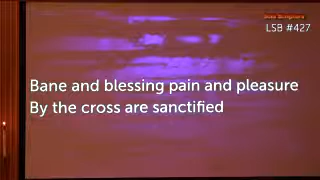 LSB #427
Bane and blessing pain and pleasure
By the cross are sanctified